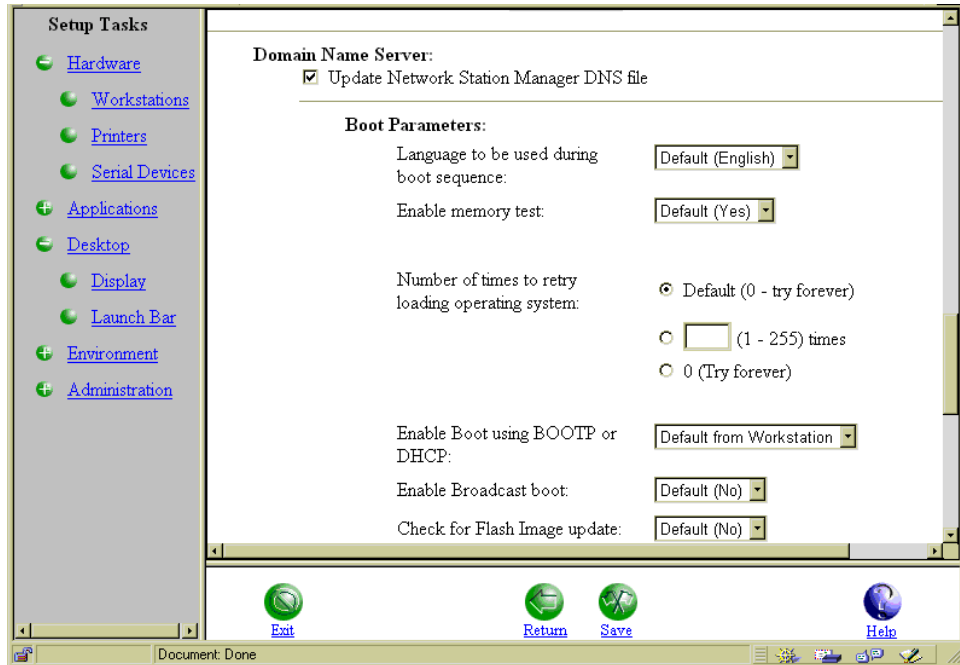 Setup Tasks
Hardware
Workstations
Printers
Serial Devices
Applications
Desktop
Display
Launch Bar
Environment
Administration
Domain Name Server:
Update Network Station Manager DNS file
Boot Parameters:
Language to be used during
boot sequence:
Default (English)
Enable memory test:
Default (Yes)
Number of times to retry
loading operating system:
Default (0 - try forever)
(1 - 255) times
0 (Try forever)
Enable Boot using BOOTP or
DHCP:
Default from Workstation
Enable Broadcast boot:
Default (No)
Check for Flash Image update:
Default (No)
Exit
Return
Save
Help
Document: Done